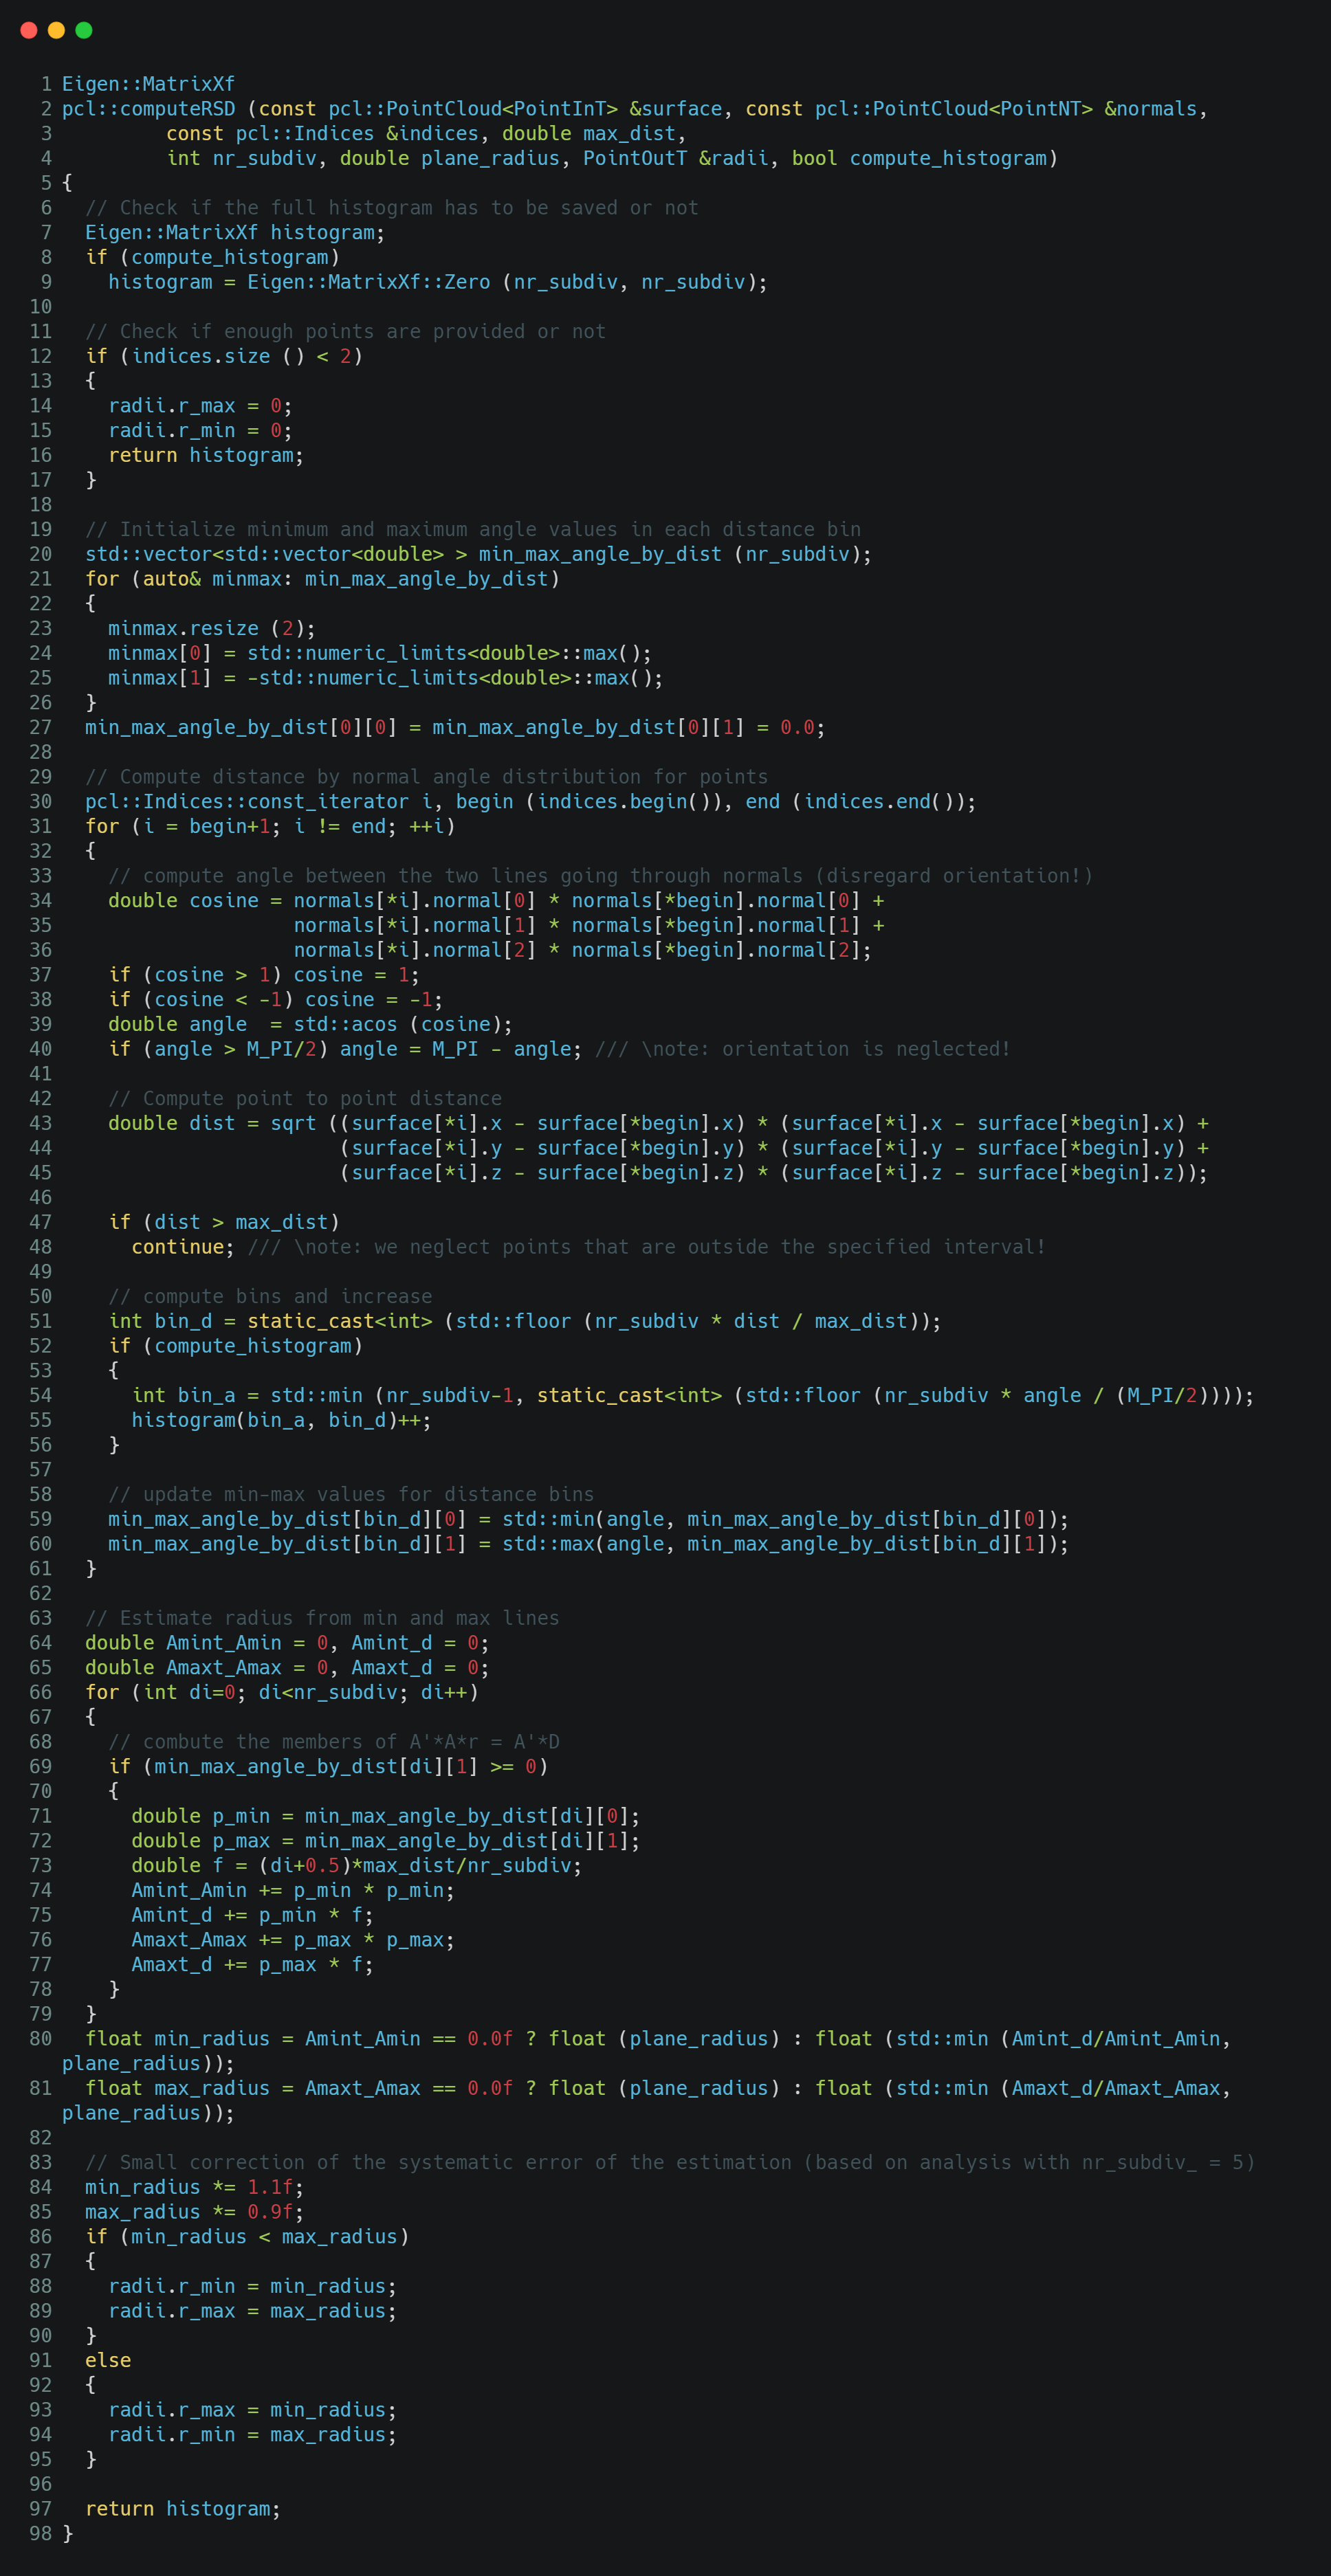 1 Eigen::MatrixXf
2 pcl::computeRSD (const pcl::PointCloud<PointInT> &surface, const pcl::PointCloud<PointNT> &normals,
3          const pcl::Indices &indices, double max_dist,
4          int nr_subdiv, double plane_radius, PointOutT &radii, bool compute_histogram)
5 {
6   // Check if the full histogram has to be saved or not
7   Eigen::MatrixXf histogram;
8   if (compute_histogram)
9     histogram = Eigen::MatrixXf::Zero (nr_subdiv, nr_subdiv);
10
11   // Check if enough points are provided or not
12   if (indices.size () < 2)
13   {
14     radii.r_max = 0;
15     radii.r_min = 0;
16     return histogram;
17   }
18
19   // Initialize minimum and maximum angle values in each distance bin
20   std::vector<std::vector<double> > min_max_angle_by_dist (nr_subdiv);
21   for (auto& minmax: min_max_angle_by_dist)
22   {
23     minmax.resize (2);
24     minmax[0] = std::numeric_limits<double>::max();
25     minmax[1] = -std::numeric_limits<double>::max();
26   }
27   min_max_angle_by_dist[0][0] = min_max_angle_by_dist[0][1] = 0.0;
28
29   // Compute distance by normal angle distribution for points
30   pcl::Indices::const_iterator i, begin (indices.begin()), end (indices.end());
31   for (i = begin+1; i != end; ++i)
32   {
33     // compute angle between the two lines going through normals (disregard orientation!)
34     double cosine = normals[*i].normal[0] * normals[*begin].normal[0] +
35                     normals[*i].normal[1] * normals[*begin].normal[1] +
36                     normals[*i].normal[2] * normals[*begin].normal[2];
37     if (cosine > 1) cosine = 1;
38     if (cosine < -1) cosine = -1;
39     double angle  = std::acos (cosine);
40     if (angle > M_PI/2) angle = M_PI - angle; /// \note: orientation is neglected!
41
42     // Compute point to point distance
43     double dist = sqrt ((surface[*i].x - surface[*begin].x) * (surface[*i].x - surface[*begin].x) +
44                         (surface[*i].y - surface[*begin].y) * (surface[*i].y - surface[*begin].y) +
45                         (surface[*i].z - surface[*begin].z) * (surface[*i].z - surface[*begin].z));
46
47     if (dist > max_dist)
48       continue; /// \note: we neglect points that are outside the specified interval!
49
50     // compute bins and increase
51     int bin_d = static_cast<int> (std::floor (nr_subdiv * dist / max_dist));
52     if (compute_histogram)
53     {
54       int bin_a = std::min (nr_subdiv-1, static_cast<int> (std::floor (nr_subdiv * angle / (M_PI/2))));
55       histogram(bin_a, bin_d)++;
56     }
57
58     // update min-max values for distance bins
59     min_max_angle_by_dist[bin_d][0] = std::min(angle, min_max_angle_by_dist[bin_d][0]);
60     min_max_angle_by_dist[bin_d][1] = std::max(angle, min_max_angle_by_dist[bin_d][1]);
61   }
62
63   // Estimate radius from min and max lines
64   double Amint_Amin = 0, Amint_d = 0;
65   double Amaxt_Amax = 0, Amaxt_d = 0;
66   for (int di=0; di<nr_subdiv; di++)
67   {
68     // combute the members of A'*A*r = A'*D
69     if (min_max_angle_by_dist[di][1] >= 0)
70     {
71       double p_min = min_max_angle_by_dist[di][0];
72       double p_max = min_max_angle_by_dist[di][1];
73       double f = (di+0.5)*max_dist/nr_subdiv;
74       Amint_Amin += p_min * p_min;
75       Amint_d += p_min * f;
76       Amaxt_Amax += p_max * p_max;
77       Amaxt_d += p_max * f;
78     }
79   }
80   float min_radius = Amint_Amin == 0.0f ? float (plane_radius) : float (std::min (Amint_d/Amint_Amin,
plane_radius));
81   float max_radius = Amaxt_Amax == 0.0f ? float (plane_radius) : float (std::min (Amaxt_d/Amaxt_Amax,
plane_radius));
82
83   // Small correction of the systematic error of the estimation (based on analysis with nr_subdiv_ = 5)
84   min_radius *= 1.1f;
85   max_radius *= 0.9f;
86   if (min_radius < max_radius)
87   {
88     radii.r_min = min_radius;
89     radii.r_max = max_radius;
90   }
91   else
92   {
93     radii.r_max = min_radius;
94     radii.r_min = max_radius;
95   }
96
97   return histogram;
98 }